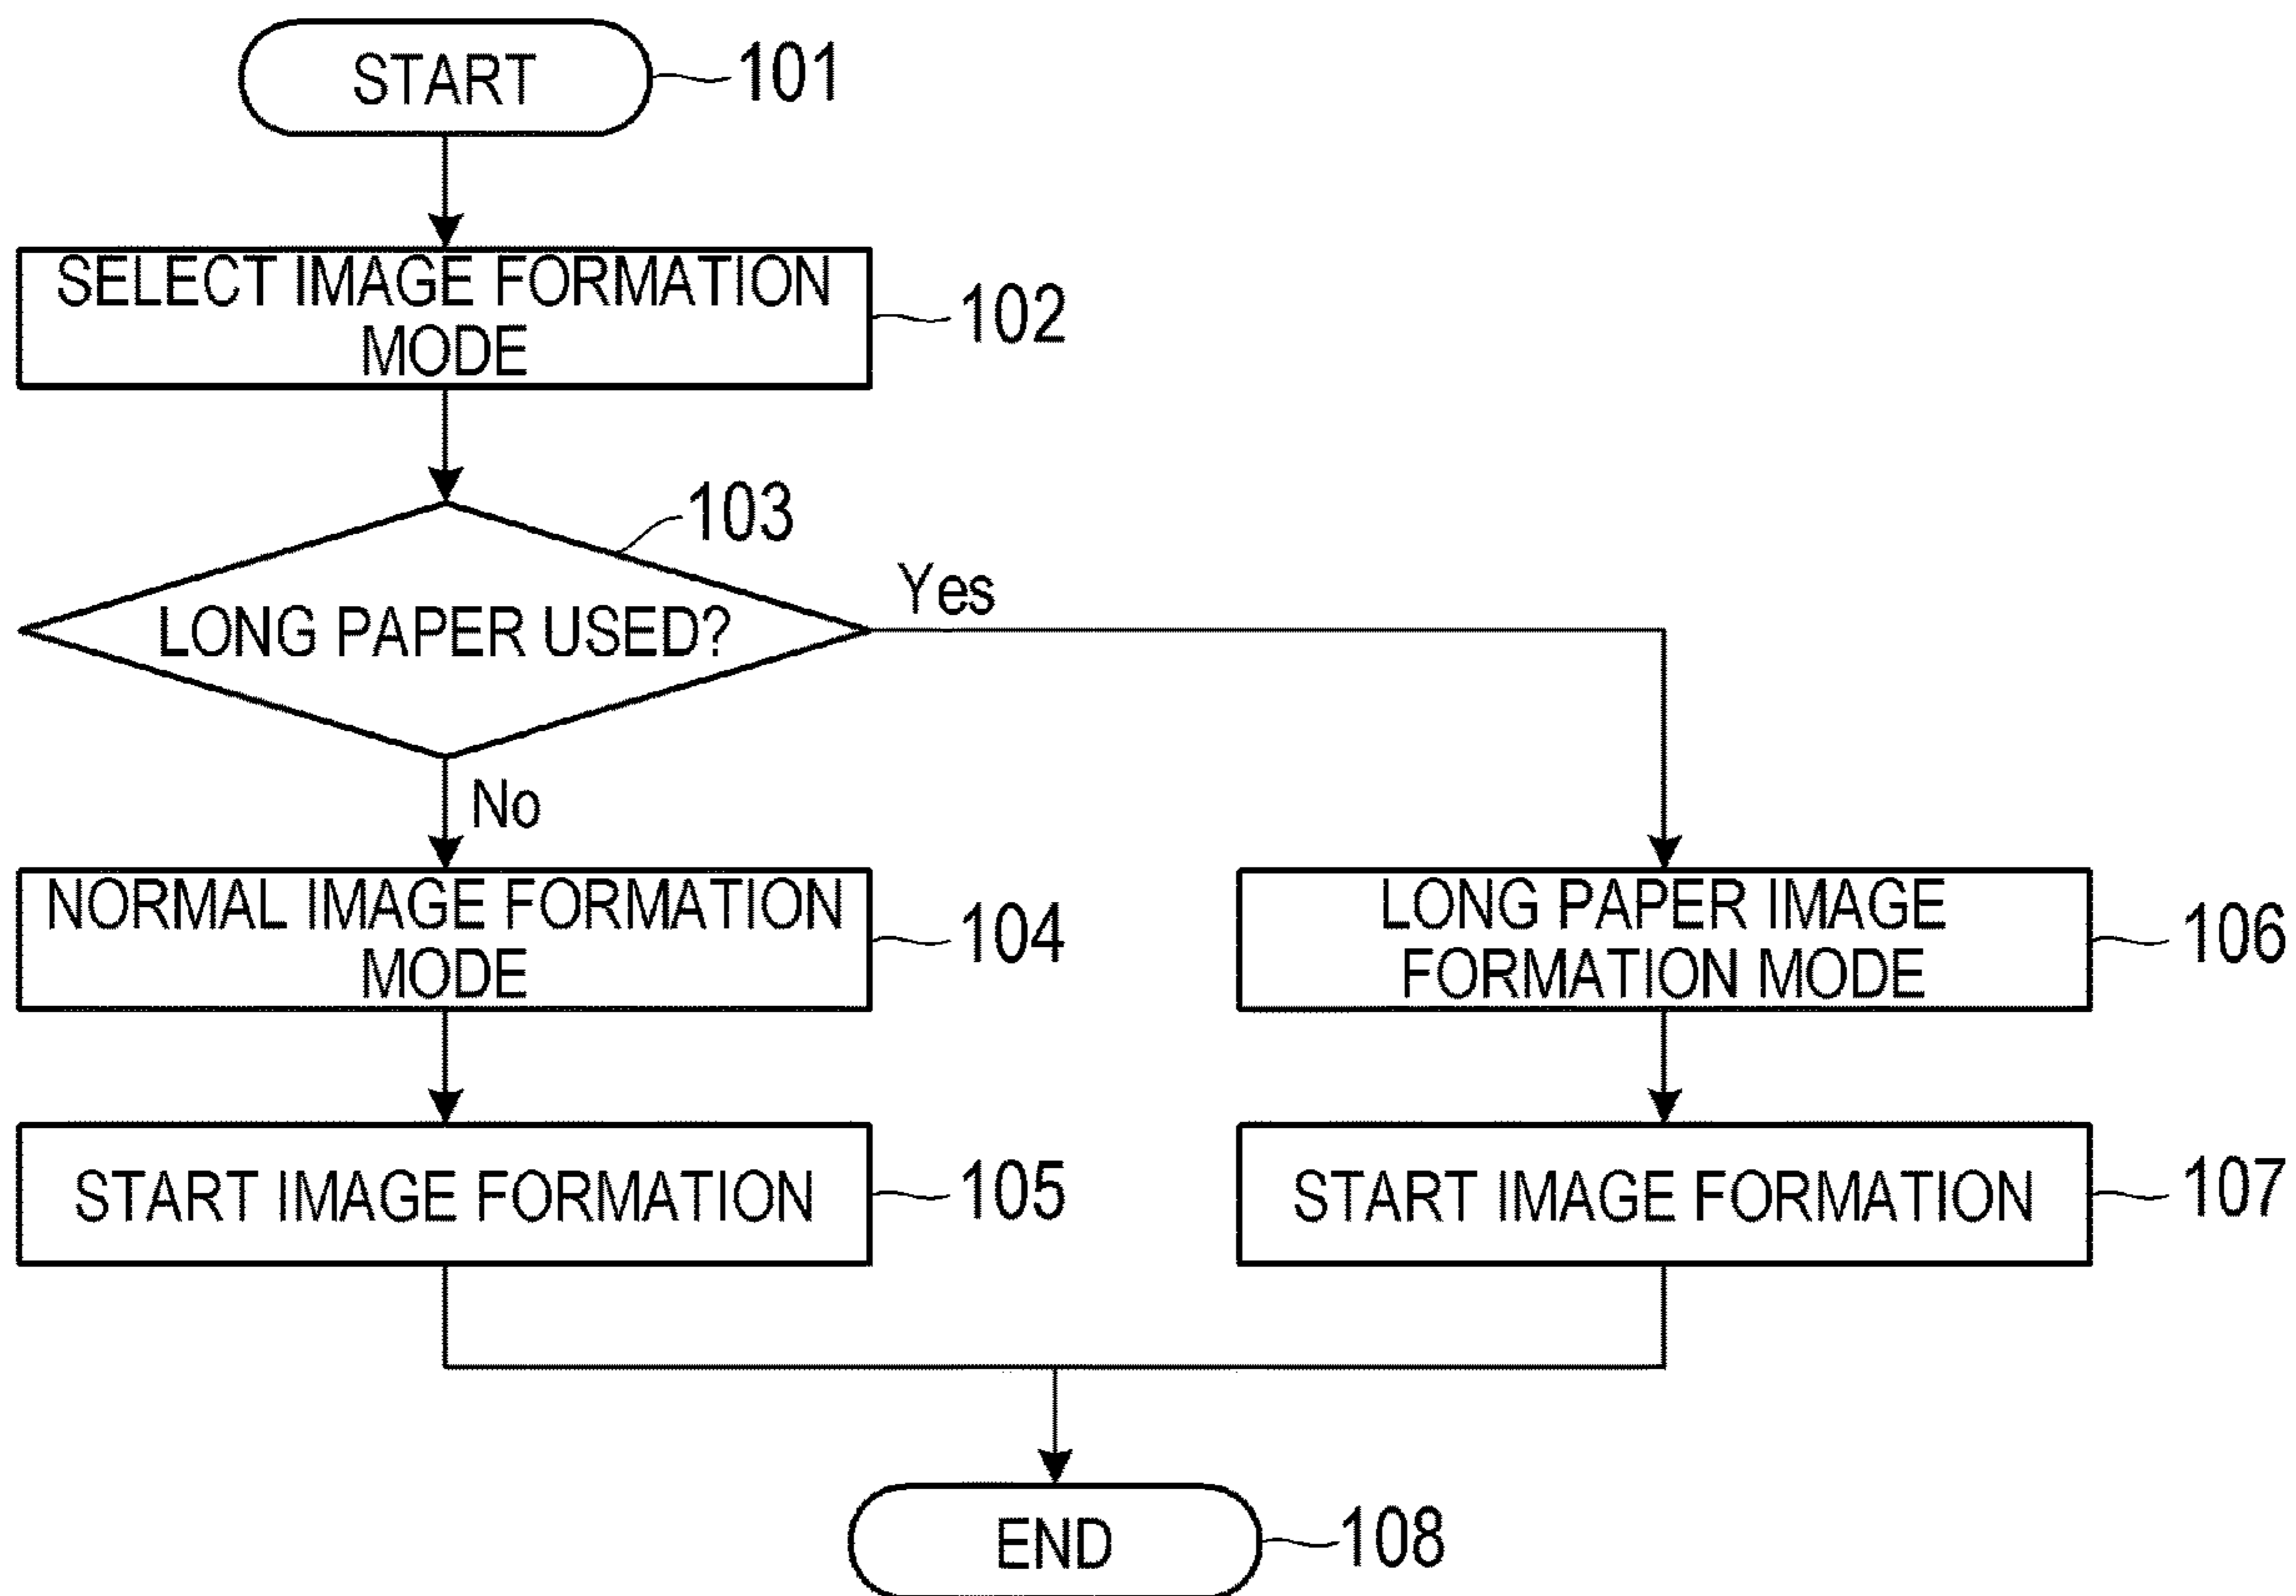 START
101
SELECT IMAGE FORMATION
MODE
102
103
LONG PAPER USED?
Yes
No
NORMAL IMAGE FORMATION
MODE
104
LONG PAPER IMAGE
FORMATION MODE
106
START IMAGE FORMATION
105
START IMAGE FORMATION
107
END
108